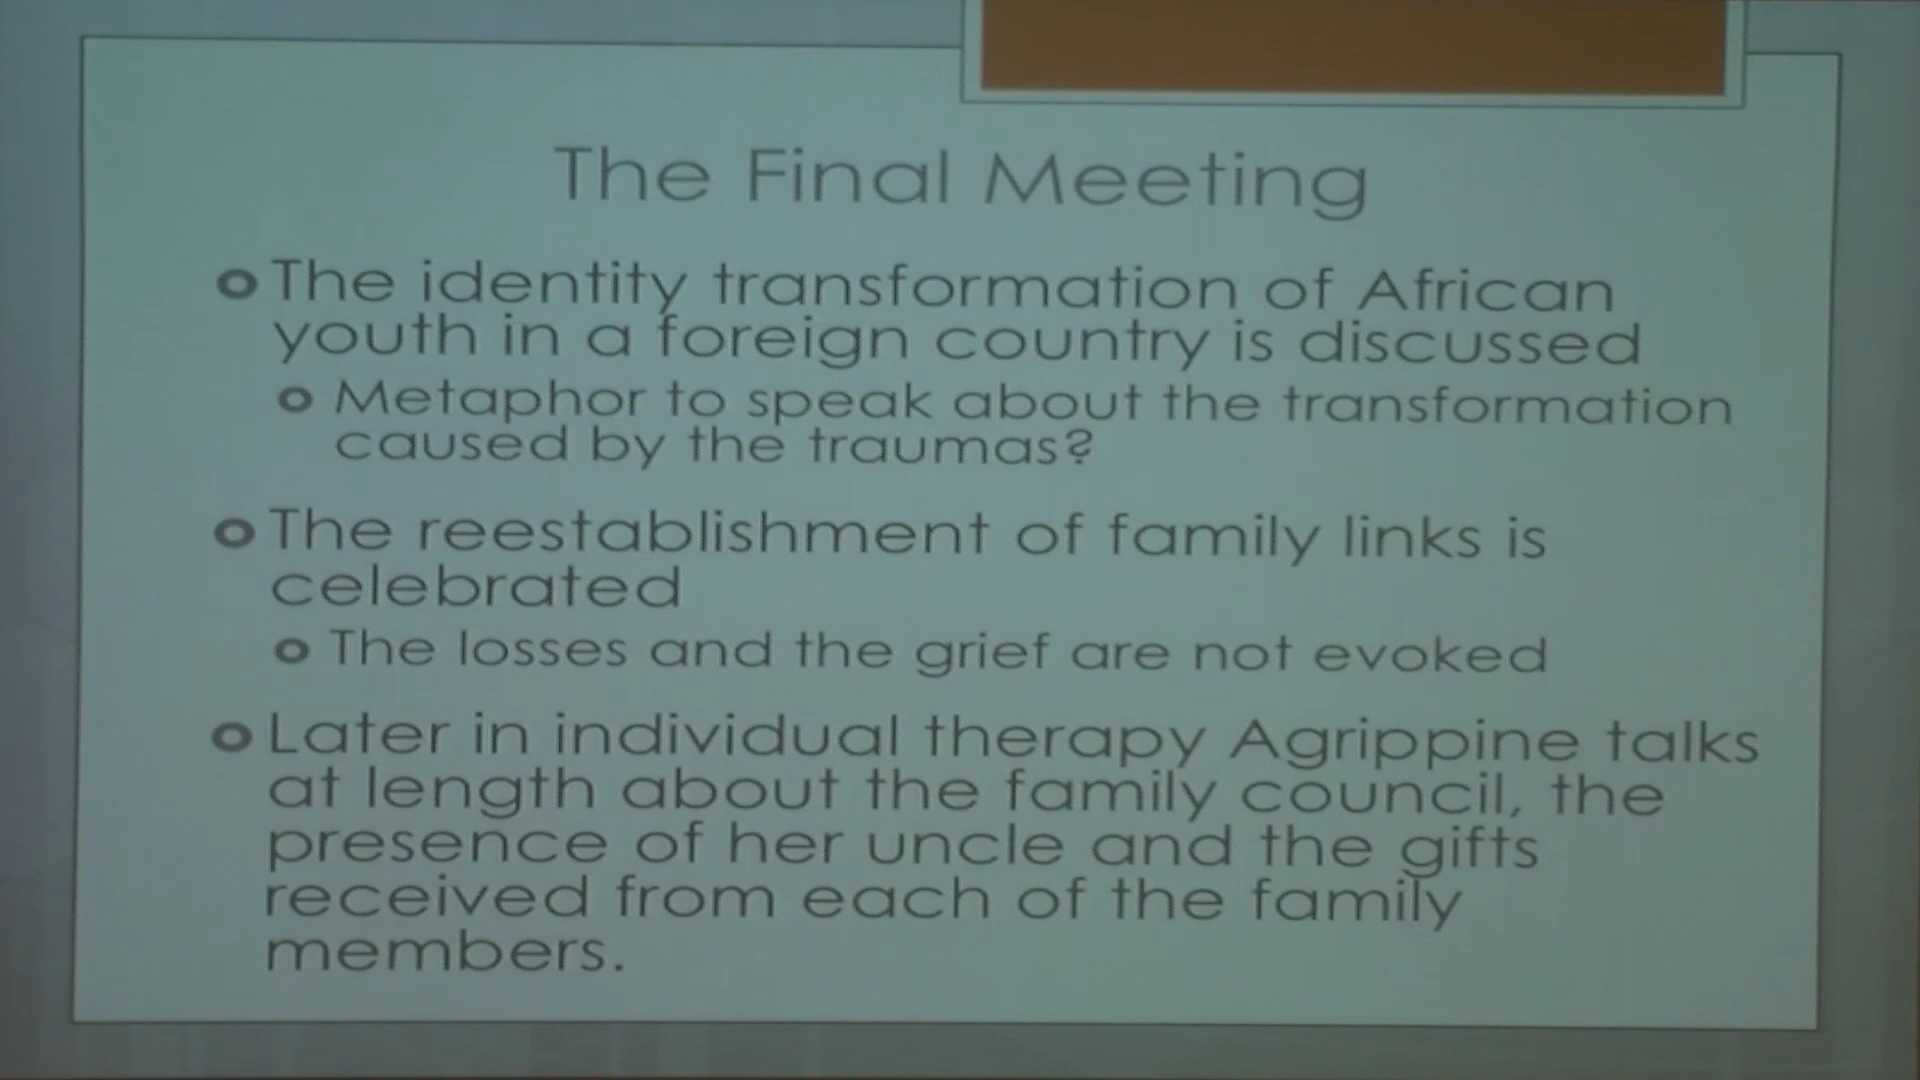 The Final Meeting
The identity transformation of African
youth in a foreign country is discussed
Metaphor to speak about the transformation
caused by the traumas?
The reestablishment of family links is
celebrated
The losses and the grief are not evoked
Later in individual therapy Agrippine talks
at length about the family council, the
presence of her uncle and the gifts
received from each of the family
members.